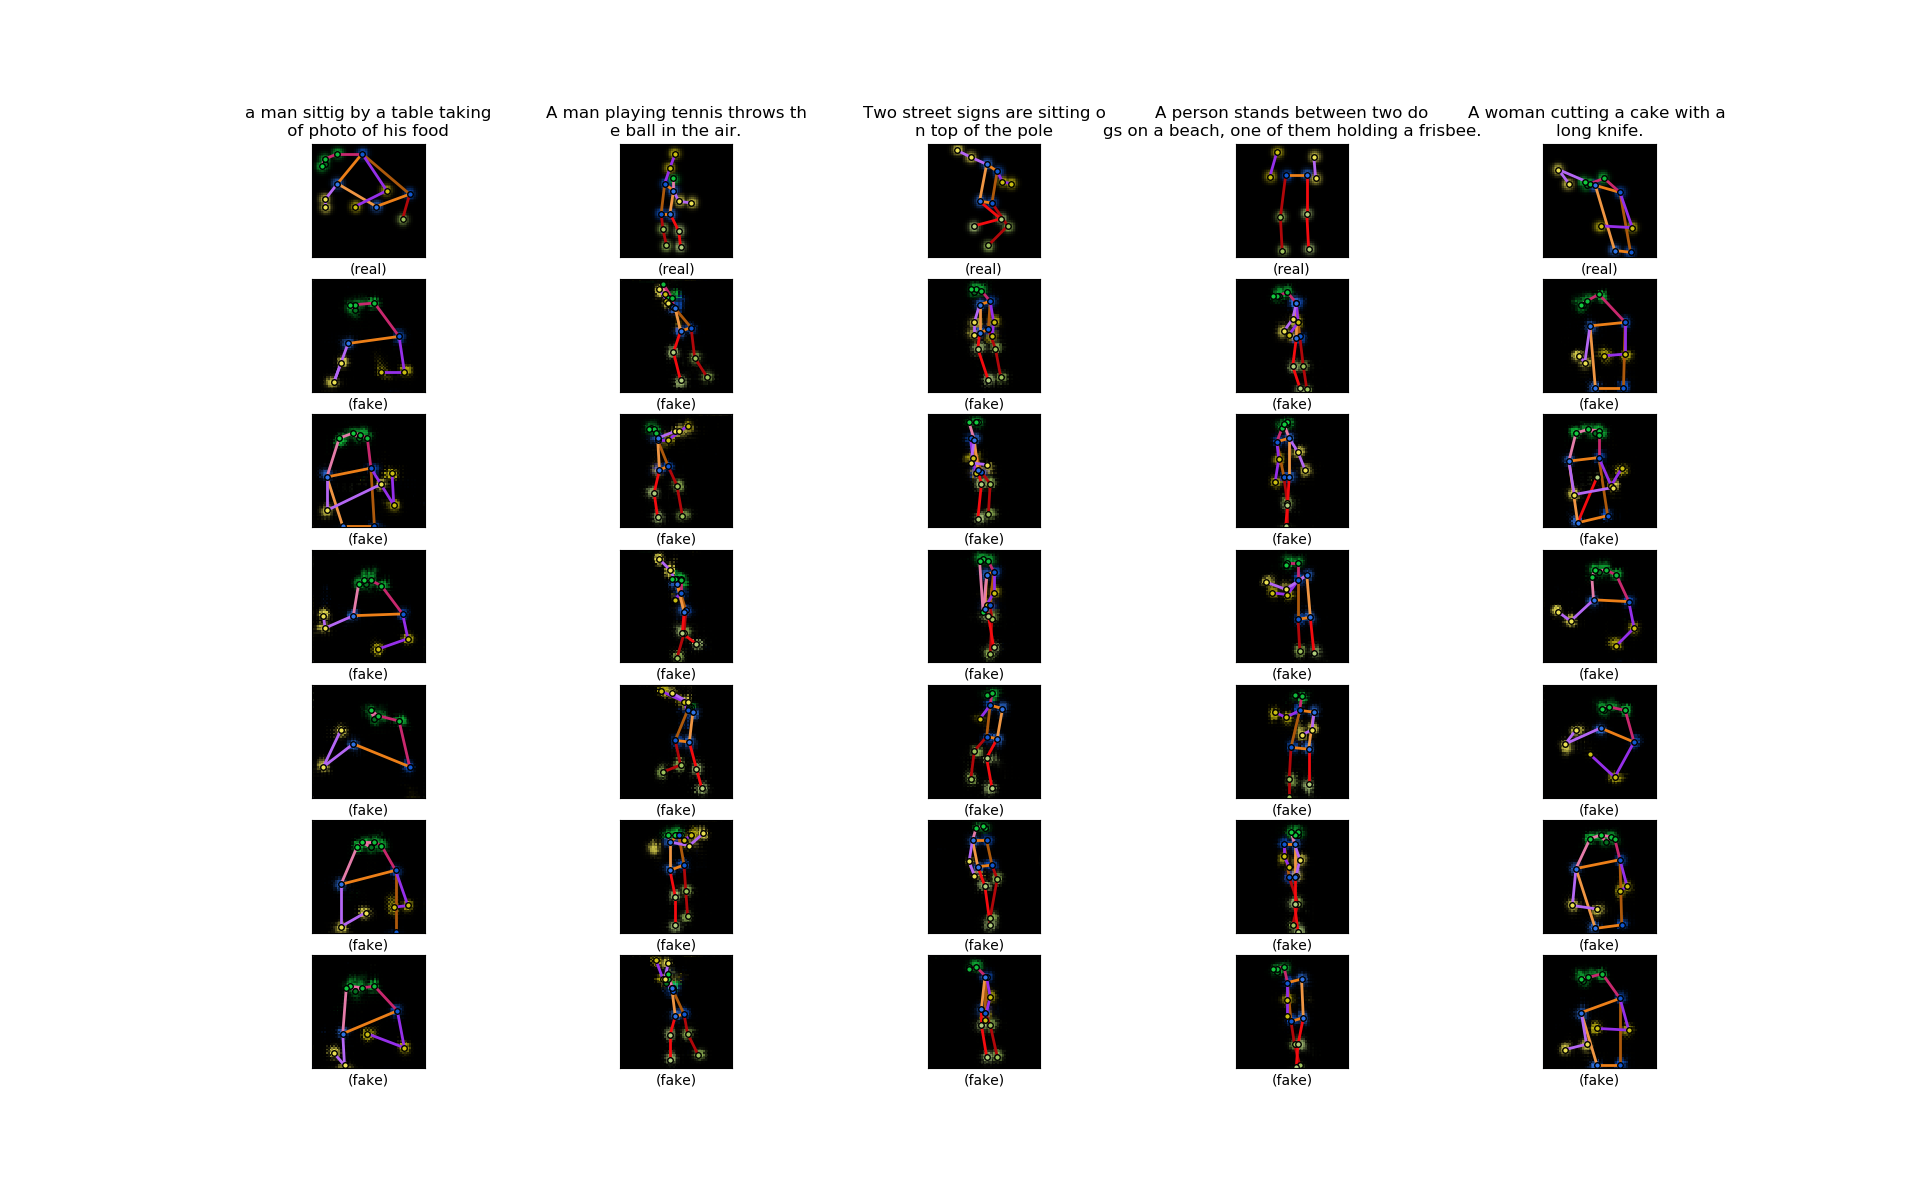 a man sittig by a table taking
of photo of his food
A man playing tennis throws th
e ball in the air.
Two street signs are sitting o
n top of the pole
A person stands between two do
gs on a beach, one of them holding a frisbee.
A woman cutting a cake with a
long knife.
(real) (real) (real) (real) (real)
(fake) (fake) (fake) (fake) (fake)
(fake) (fake) (fake) (fake) (fake)
(fake) (fake) (fake) (fake) (fake)
(fake) (fake) (fake) (fake) (fake)
(fake) (fake) (fake) (fake) (fake)
(fake) (fake) (fake) (fake) (fake)